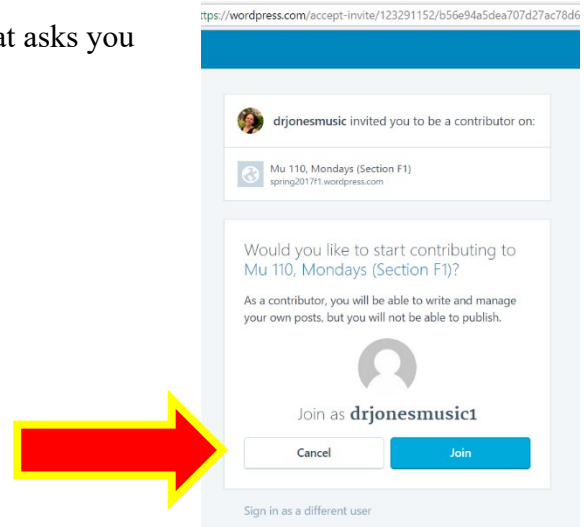 ttps://wordpress.com/accept-invite/123291152/b56e94a5dea707d27ac78d6
at asks you
drjonesmusic invited you to be a contributor on:
Mu 110, Mondays (Section F1)
spring2017f1.wordpress.com
Would you like to start contributing to
Mu 110, Mondays (Section F1)?
As a contributor, you will be able to write and manage
your own posts, but you will not be able to publish.
Join as drjonesmusic1
Cancel Join
Sign in as a different user